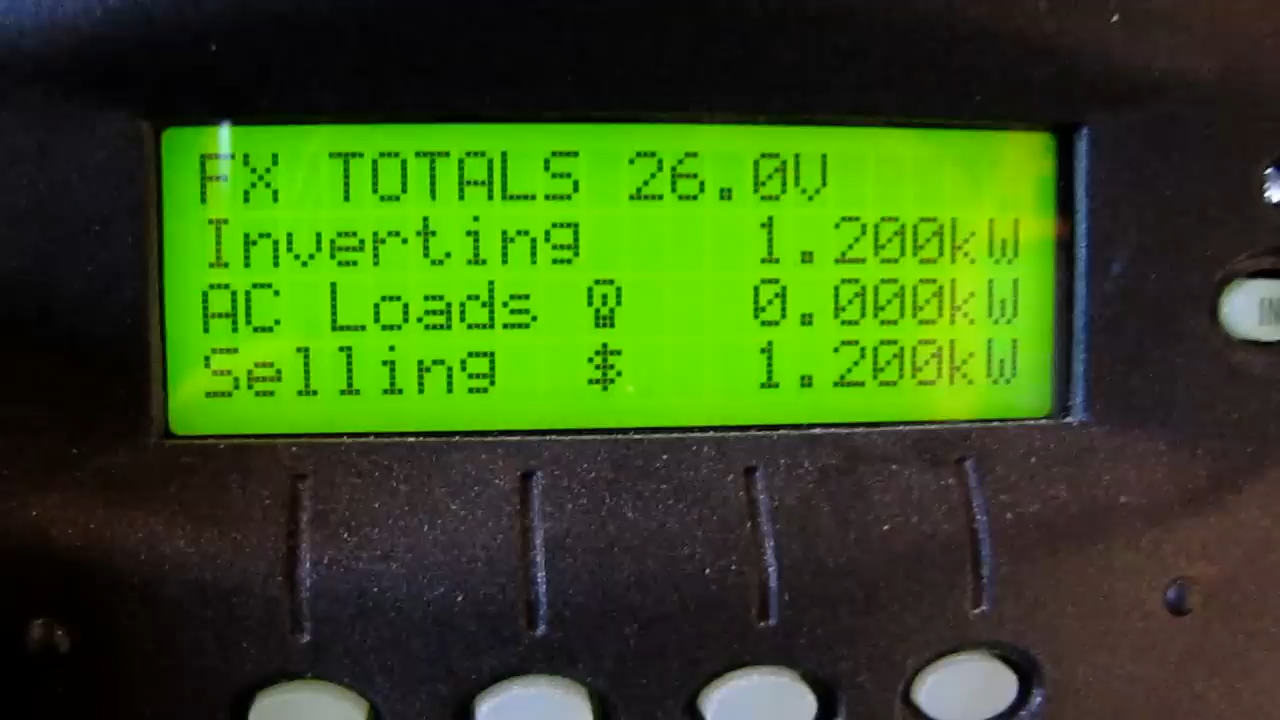 FX TOTALS 26.0V
Inverting 1.200kW
AC Loads 0.000kW
Selling $ 1.200kW